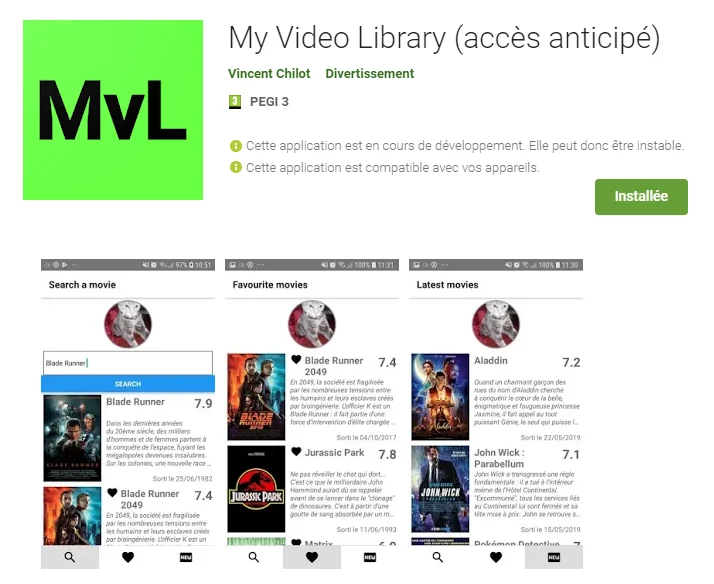 My Video Library (accès anticipé)
MvL
Vincent Chilot Divertissement
3 PEGI 3
Cette application est en cours de développement. Elle peut donc être instable.
Cette application est compatible avec vos appareils.
Installée
97% 10:51
Search a movie
Blade Runner
SEARCH
BLADE RUNNER
Blade Runner 7.9
Dans les dernières années
du 20ème siècle, des milliers
d'hommes et de femmes partent à
la conquête de l'espace, fuyant les
mégalopoles devenues insalubres.
Sur les colonies, une nouvelle race ...
Sorti le 25/06/1982
Blade Runner 7.4
2049
En 2049, la société est fragilisée
par les nombreuses tensions entre
les humains et leurs esclaves créés
par bioingénierie. L'officier K est un
NEW
100% 11:31
Favourite movies
BLADE
RUNNER
2049
Blade Runner 7.4
2049
En 2049, la société est fragilisée
par les nombreuses tensions entre
les humains et leurs esclaves créés
par bioingénierie. L'officier K est un
Blade Runner : il fait partie d'une
force d'intervention d'élite chargée ...
Sorti le 04/10/2017
JURASSIC PARK
Jurassic Park 7.8
Ne pas réveiller le chat qui dort...
C'est ce que le milliardaire John
Hammond aurait dû se rappeler
avant de se lancer dans le "clonage"
de dinosaures. C'est à partir d'une
goutte de sang absorbée par un m...
Sorti le 11/06/1993
Matrix
NEW
100% 11:30
Latest movies
Aladdin
Aladdin 7.2
Quand un charmant garçon des
rues du nom d'Aladdin cherche
à conquérir le cœur de la belle,
énigmatique et fougueuse princesse
Jasmine, il fait appel au tout
puissant Génie, le seul qui puisse l...
Sorti le 22/05/2019
JOHN WICK
John Wick : 7.1
Parabellum
John Wick a transgressé une règle
fondamentale : il a tué à l'intérieur
même de l'Hôtel Continental.
"Excommunié", tous les services liés
au Continental lui sont fermés et sa
tête mise à prix. John se retrouve s...
Sorti le 15/05/2019
Pokémon Detective 7
NEW